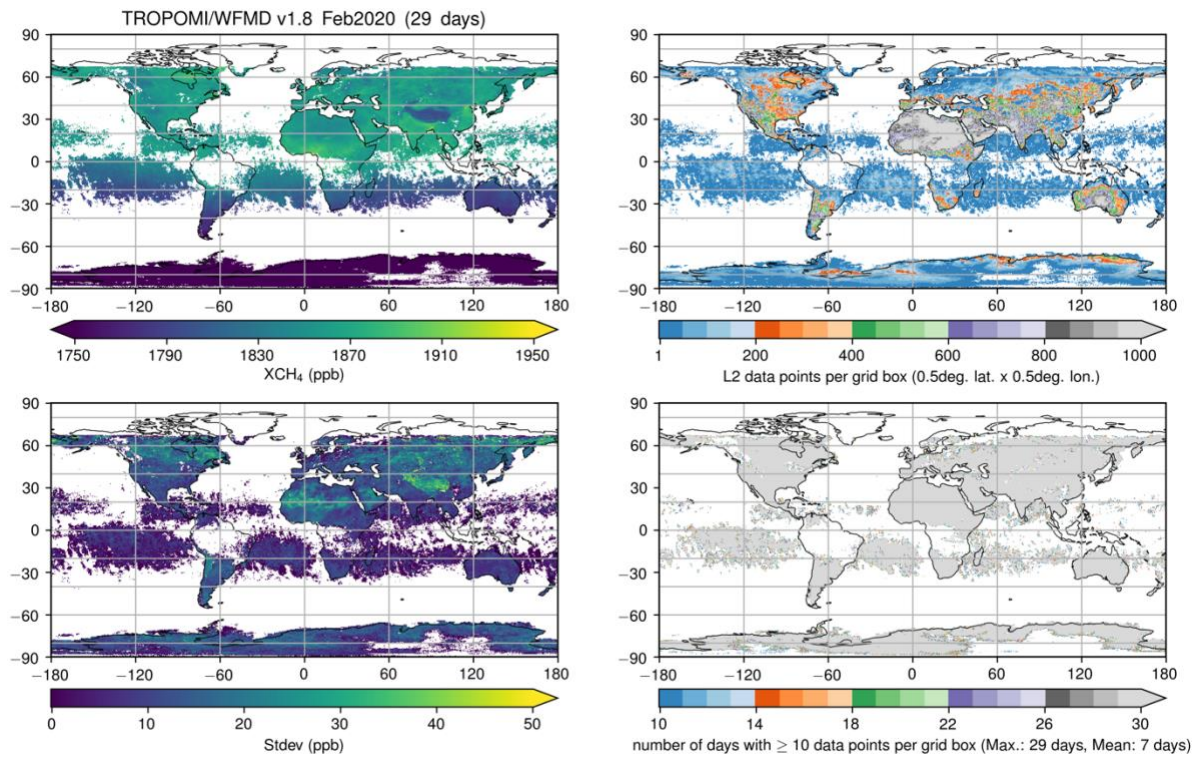 TROPOMI/WFMD v1.8 Feb2020 (29 days)
90
60
30
0
−30
−60
−90
−180 −120 −60 0 60 120 180
1750 1790 1830 1870 1910 1950
XCH₄ (ppb)
90
60
30
0
−30
−60
−90
−180 −120 −60 0 60 120 180
1 200 400 600 800 1000
L2 data points per grid box (0.5deg. lat. x 0.5deg. lon.)
90
60
30
0
−30
−60
−90
−180 −120 −60 0 60 120 180
0 10 20 30 40 50
Stdev (ppb)
90
60
30
0
−30
−60
−90
−180 −120 −60 0 60 120 180
10 14 18 22 26 30
number of days with ≥ 10 data points per grid box (Max.: 29 days, Mean: 7 days)